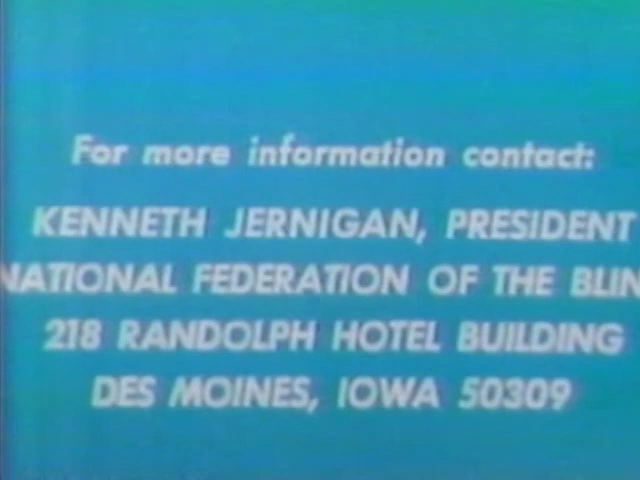 For more information contact:
KENNETH JERNIGAN, PRESIDENT
NATIONAL FEDERATION OF THE BLIN
218 RANDOLPH HOTEL BUILDING
DES MOINES, IOWA 50309